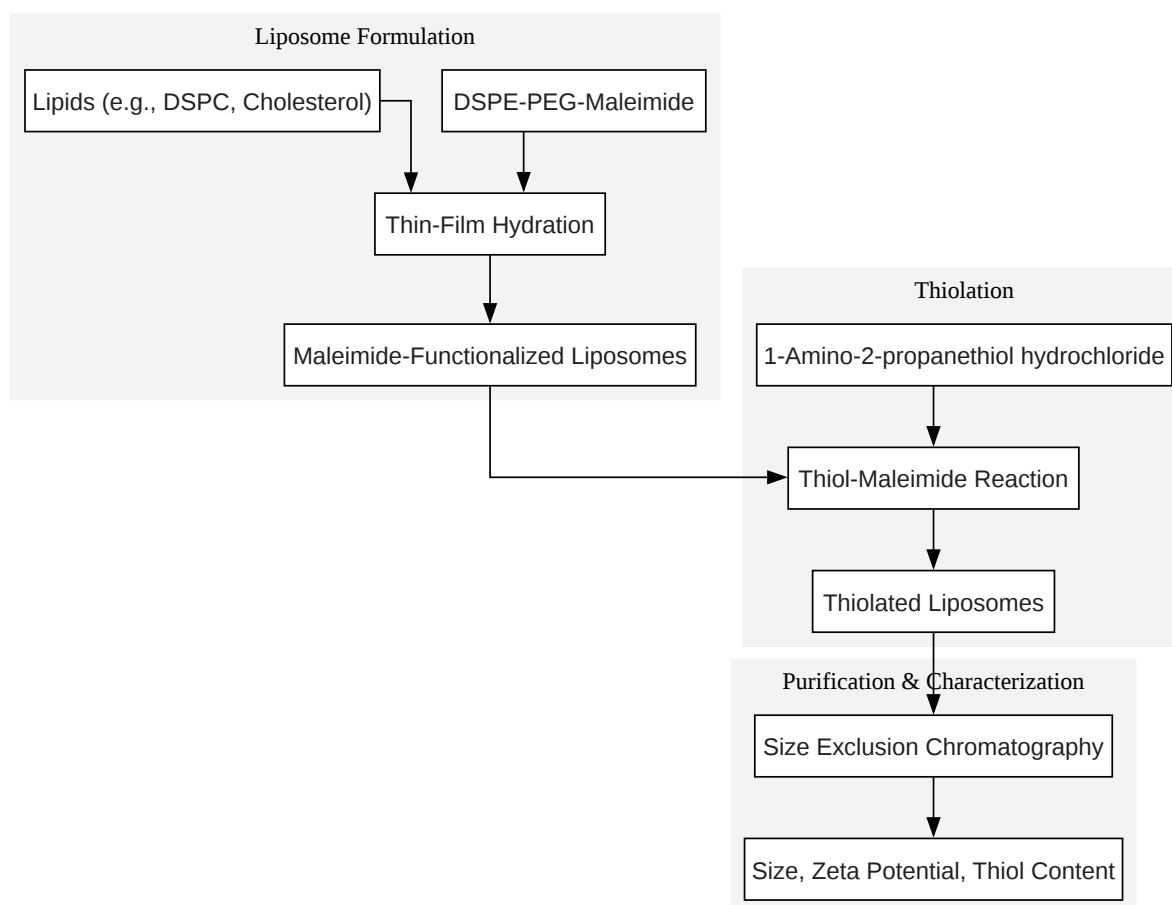 Liposome Formulation
Lipids (e.g., DSPC, Cholesterol)
DSPE-PEG-Maleimide
Thin-Film Hydration
Maleimide-Functionalized Liposomes
Thiolation
1-Amino-2-propanethiol hydrochloride
Thiol-Maleimide Reaction
Thiolated Liposomes
Purification & Characterization
Size Exclusion Chromatography
Size, Zeta Potential, Thiol Content